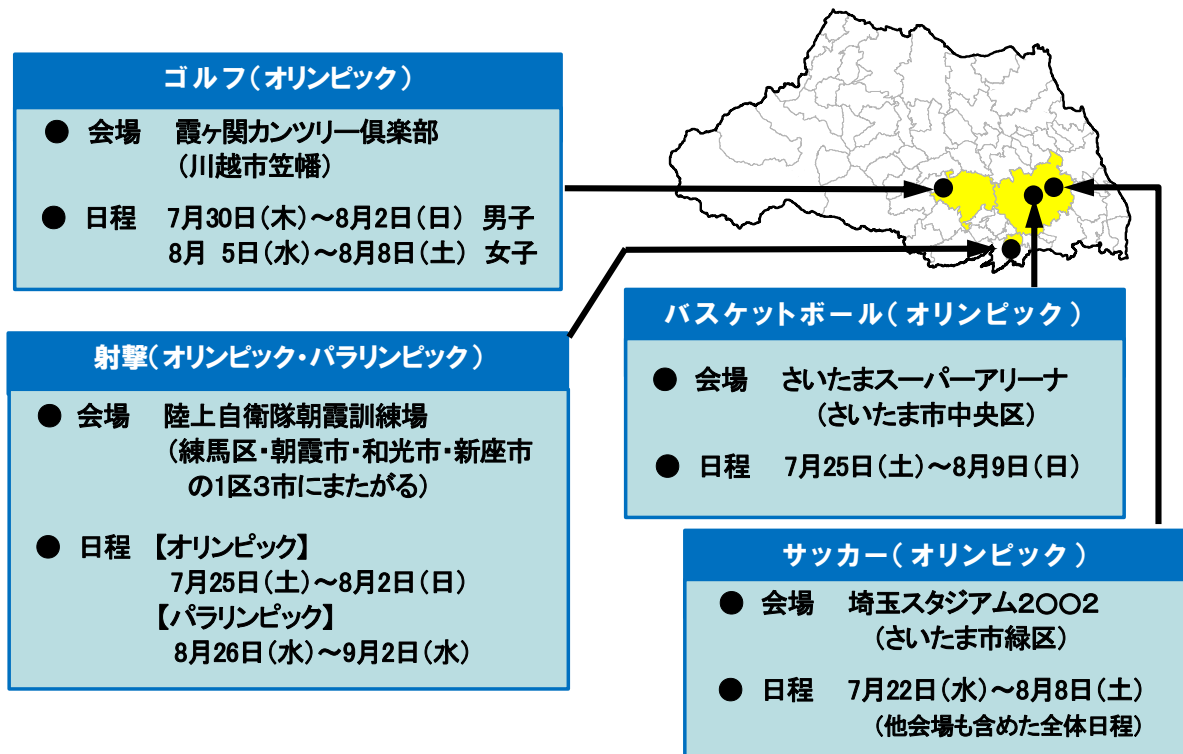 ゴルフ(オリンピック)
● 会場 霞ヶ関カンツリー倶楽部
(川越市笠幡)
● 日程 7月30日(木)～8月2日(日) 男子
8月 5日(水)～8月8日(土) 女子
射撃(オリンピック・パラリンピック)
● 会場 陸上自衛隊朝霞訓練場
(練馬区・朝霞市・和光市・新座市
の1区3市にまたがる)
● 日程 【オリンピック】
7月25日(土)～8月2日(日)
【パラリンピック】
8月26日(水)～9月2日(水)
バスケットボール(オリンピック)
● 会場 さいたまスーパーアリーナ
(さいたま市中央区)
● 日程 7月25日(土)～8月9日(日)
サッカー(オリンピック)
● 会場 埼玉スタジアム2〇〇2
(さいたま市緑区)
● 日程 7月22日(水)～8月8日(土)
(他会場も含めた全体日程)